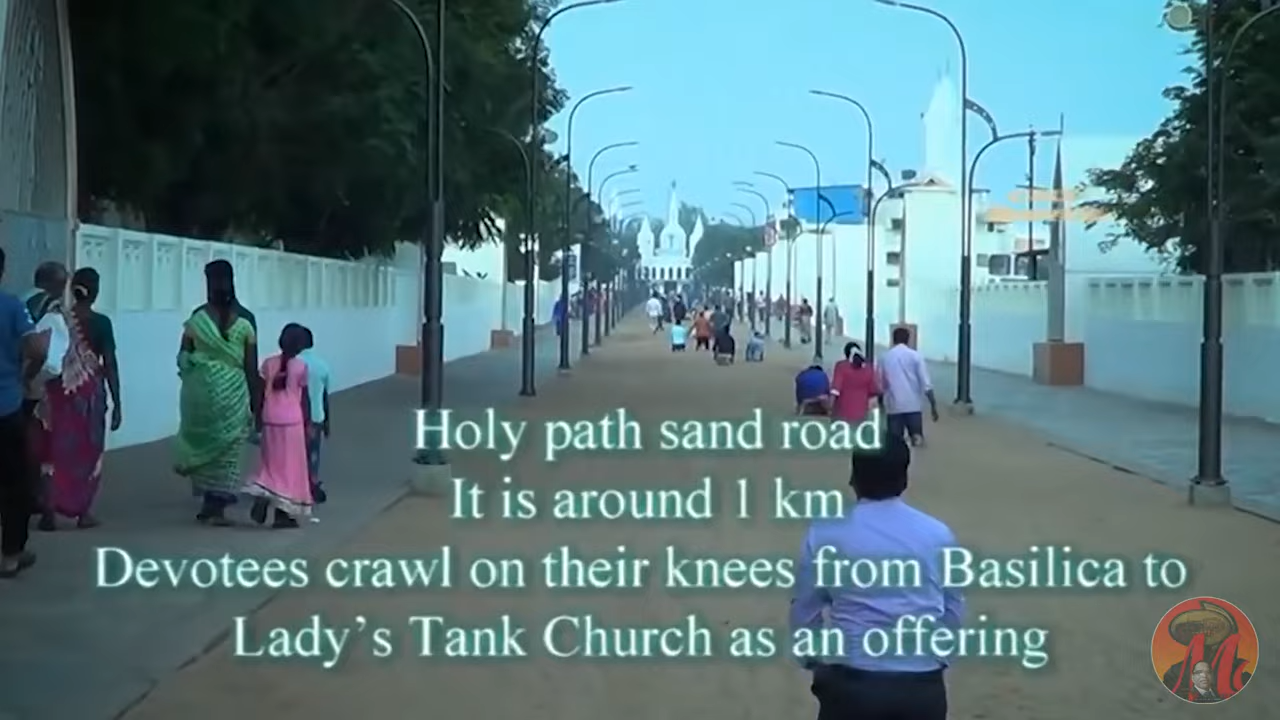 Holy path sand road
It is around 1 km
Devotees crawl on their knees from Basilica to
Lady's Tank Church as an offering